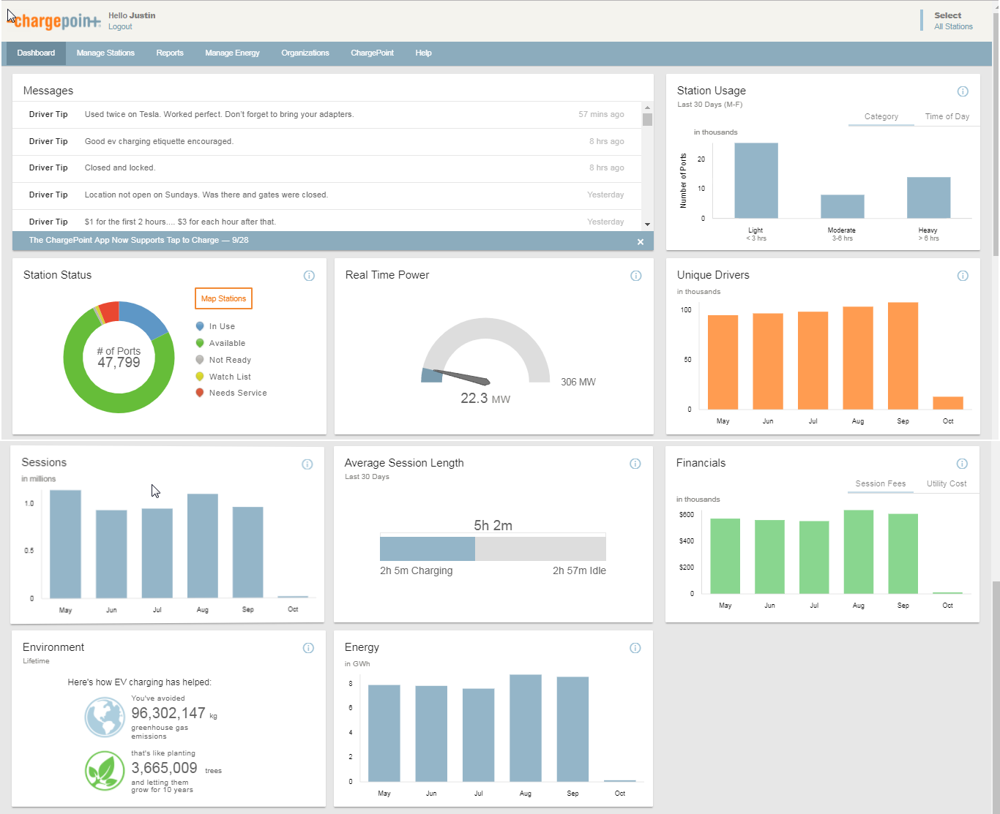 chargepoin+
Hello Justin
Logout
Select
All Stations
Dashboard Manage Stations Reports Manage Energy Organizations ChargePoint Help
Messages
Driver Tip Used twice on Tesla. Worked perfect. Don't forget to bring your adapters. 57 mins ago
Driver Tip Good ev charging etiquette encouraged. 8 hrs ago
Driver Tip Closed and locked. 8 hrs ago
Driver Tip Location not open on Sundays. Was there and gates were closed. Yesterday
Driver Tip $1 for the first 2 hours.... $3 for each hour after that. Yesterday
The ChargePoint App Now Supports Tap to Charge — 9/28
Station Usage
Last 30 Days (M-F)
Category Time of Day
in thousands
Number of Ports
20
10
0
Light Moderate Heavy
< 3 hrs 3-6 hrs > 6 hrs
Station Status
# of Ports
47,799
Map Stations
In Use
Available
Not Ready
Watch List
Needs Service
Real Time Power
306 MW
22.3 MW
Unique Drivers
in thousands
100
50
0
May Jun Jul Aug Sep Oct
Sessions
in millions
1.0
0.5
0
May Jun Jul Aug Sep Oct
Average Session Length
Last 30 Days
5h 2m
2h 5m Charging 2h 57m Idle
Financials
Session Fees Utility Cost
in thousands
$600
$400
$200
0
May Jun Jul Aug Sep Oct
Environment
Lifetime
Here's how EV charging has helped:
You've avoided
96,302,147 kg
greenhouse gas
emissions
that's like planting
3,665,009 trees
and letting them
grow for 10 years
Energy
in GWh
8
6
4
2
0
May Jun Jul Aug Sep Oct